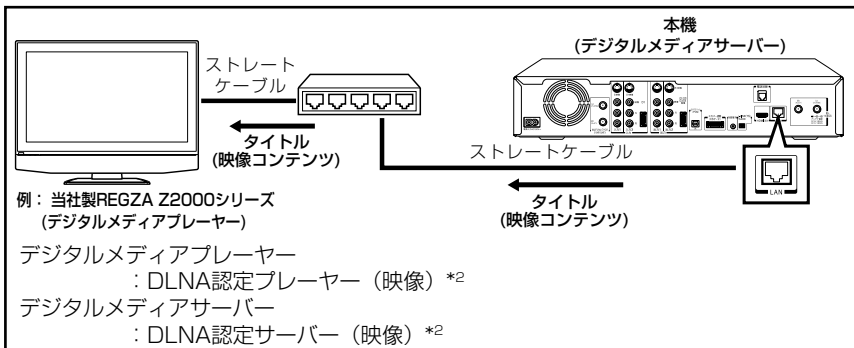 本機
(デジタルメディアサーバー)
ストレート
ケーブル
タイトル
(映像コンテンツ)
ストレートケーブル
LAN
タイトル
(映像コンテンツ)
例： 当社製REGZA Z2000シリーズ
(デジタルメディアプレーヤー)
デジタルメディアプレーヤー
：DLNA認定プレーヤー（映像）*2
デジタルメディアサーバー
：DLNA認定サーバー（映像）*2